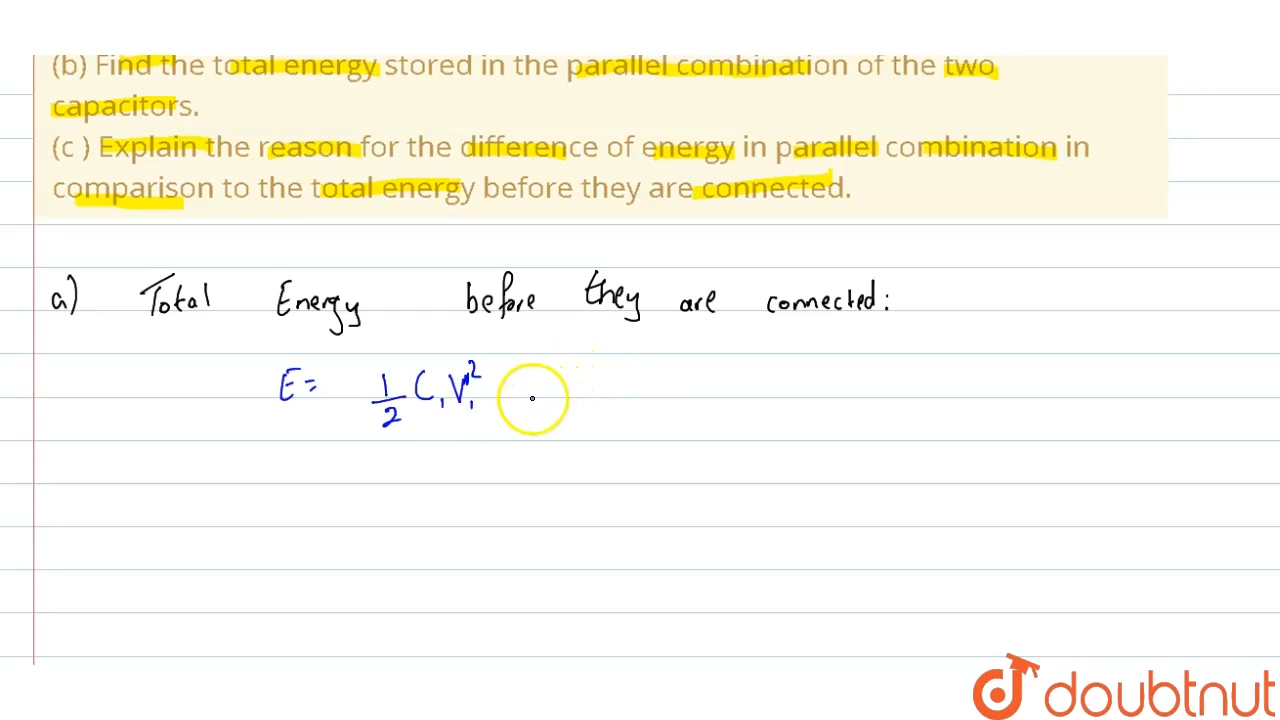 (b) Find the total energy stored in the parallel combination of the two
capacitors.
(c ) Explain the reason for the difference of energy in parallel combination in
comparison to the total energy before they are connected.
a) Total Energy before they are connected:
E = 1/2 C₁V₁²
doubtnut